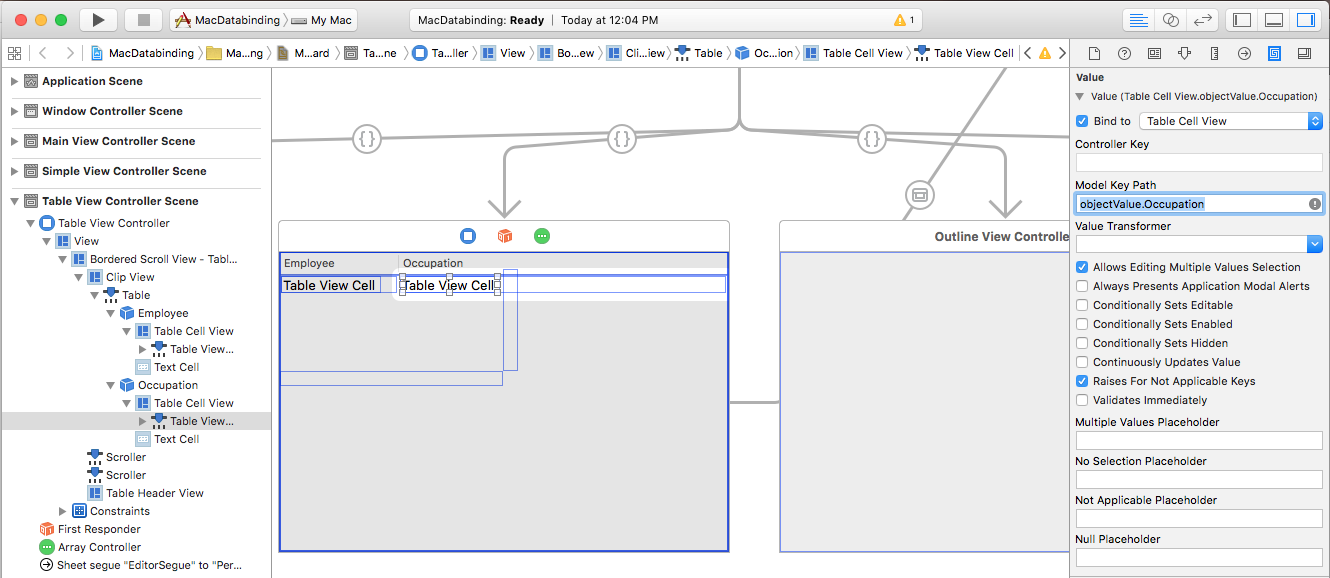 MacDatabinding
My Mac
MacDatabinding: Ready | Today at 12:04 PM
1
MacDatabinding
Ma...ng
M...ard
Ta...ne
Ta...ller
View
Bo...ew
Cli...iew
Table
Oc...ion
Table Cell View
Table View Cell
Application Scene
Window Controller Scene
Main View Controller Scene
Simple View Controller Scene
Table View Controller Scene
Table View Controller
View
Bordered Scroll View - Tabl...
Clip View
Table
Employee
Table Cell View
Table View...
Text Cell
Occupation
Table Cell View
Table View...
Text Cell
Scroller
Scroller
Table Header View
Constraints
First Responder
Array Controller
Sheet segue "EditorSegue" to "Per...
{}
{}
{}
Employee
Occupation
Table View Cell
Table View Cell
Outline View Controlle
Value
Value (Table Cell View.objectValue.Occupation)
Bind to
Table Cell View
Controller Key
Model Key Path
objectValue.Occupation
Value Transformer
Allows Editing Multiple Values Selection
Always Presents Application Modal Alerts
Conditionally Sets Editable
Conditionally Sets Enabled
Conditionally Sets Hidden
Continuously Updates Value
Raises For Not Applicable Keys
Validates Immediately
Multiple Values Placeholder
No Selection Placeholder
Not Applicable Placeholder
Null Placeholder